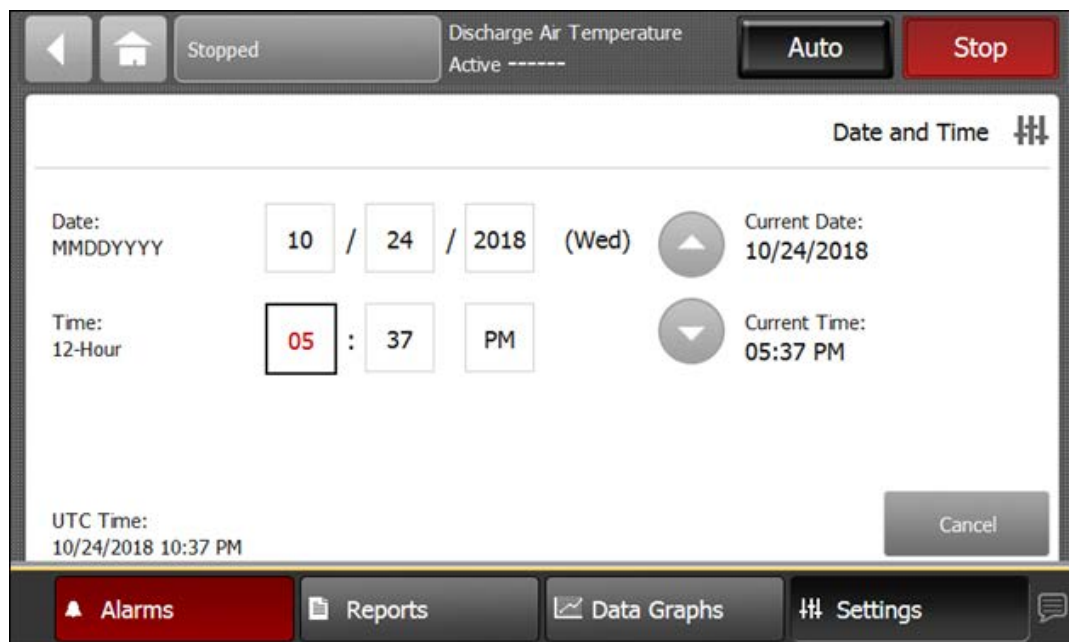 Stopped
Discharge Air Temperature
Active ------
Auto
Stop
Date and Time
Date:
MMDDYYYY
10 / 24 / 2018 (Wed)
Current Date:
10/24/2018
Time:
12-Hour
05 : 37 PM
Current Time:
05:37 PM
UTC Time:
10/24/2018 10:37 PM
Cancel
Alarms
Reports
Data Graphs
Settings